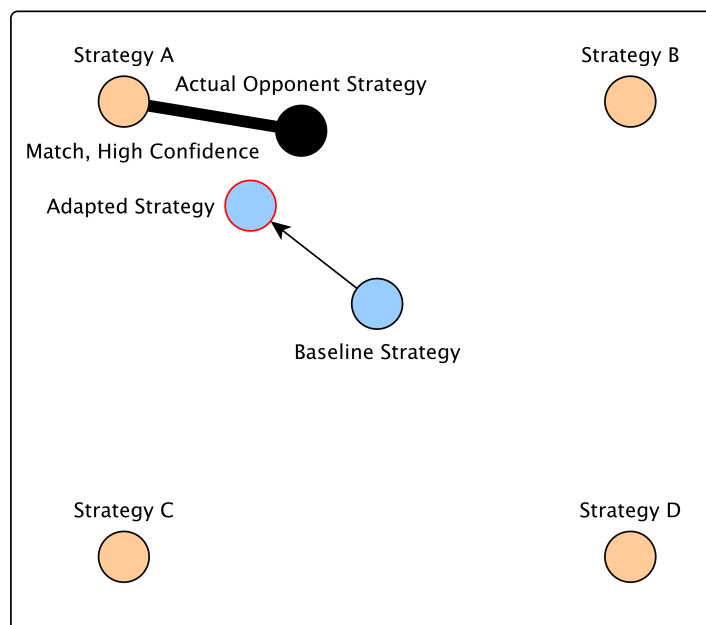 Strategy A
Strategy B
Actual Opponent Strategy
Match, High Confidence
Adapted Strategy
Baseline Strategy
Strategy C
Strategy D